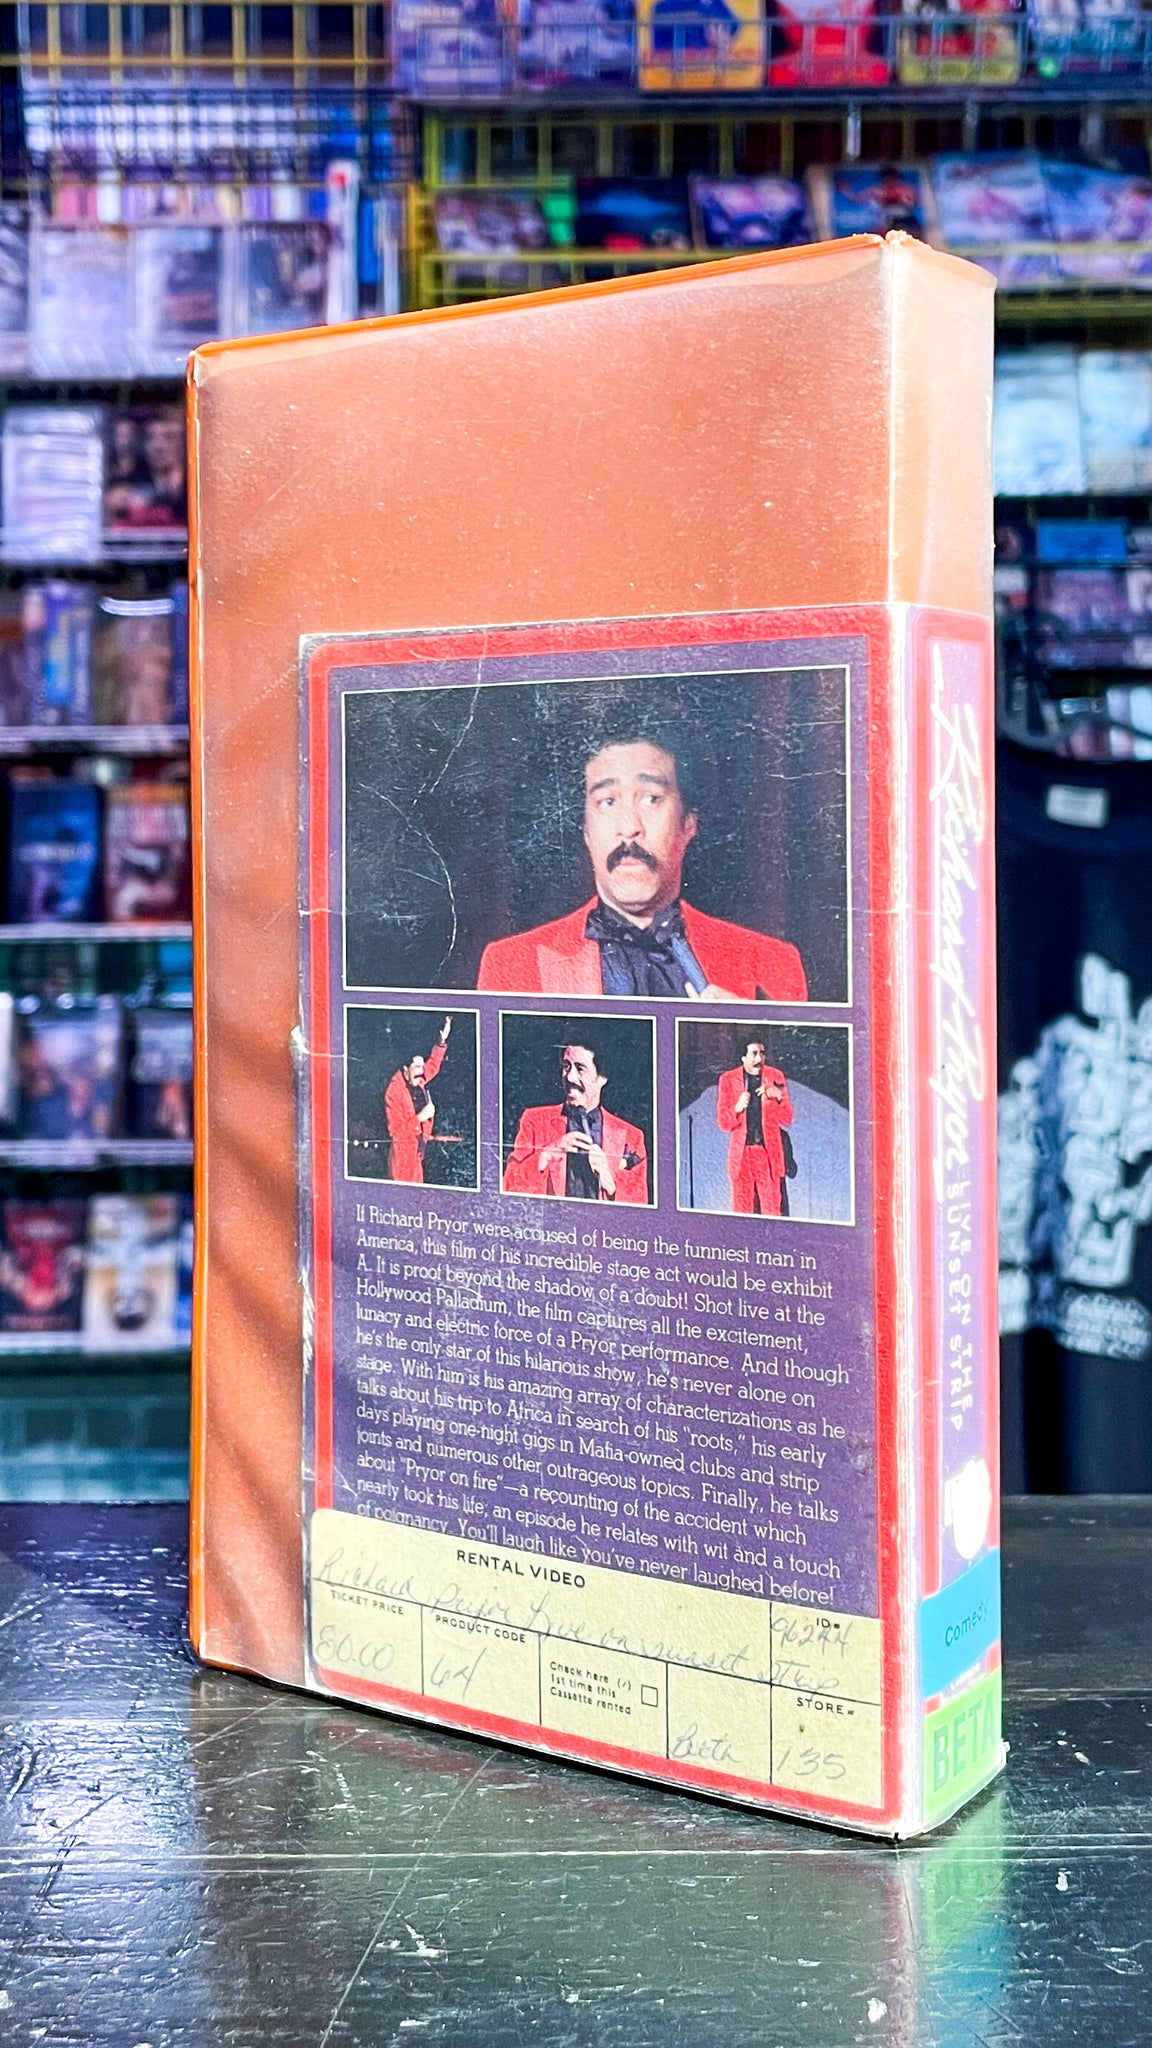 If Richard Pryor were accused of being the funniest man in
America, this film of his incredible stage act would be exhibit
A. It is proof beyond the shadow of a doubt! Shot live at the
Hollywood Palladium, the film captures all the excitement,
lunacy and electric force of a Pryor performance. And though
he's the only star of this hilarious show, he's never alone on
stage. With him is his amazing array of characterizations as he
talks about his trip to Africa in search of his "roots," his early
days playing one-night gigs in Mafia-owned clubs and strip
joints and numerous other outrageous topics. Finally, he talks
about "Pryor on fire"—a recounting of the accident which
nearly took his life; an episode he relates with wit and a touch
of poignancy. You'll laugh like you've never laughed before!
RENTAL VIDEO
Richard Pryor Live on Sunset Strip
ID#
96244
TICKET PRICE
80.00
PRODUCT CODE
64
Check here (✓)
1st time this
Cassette rented
Beta
STORE#
135
Richard Pryor
LIVE ON THE
SUNSET STRIP
Comedy
BETA